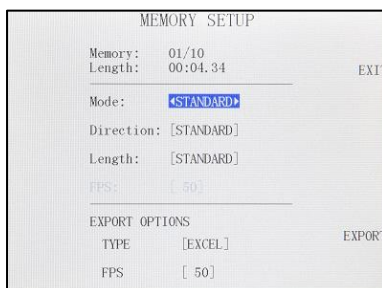 MEMORY SETUP
Memory: 01/10
Length: 00:04.34
EXIT
Mode: ◂STANDARD▸
Direction: [STANDARD]
Length: [STANDARD]
FPS: [ 50]
EXPORT OPTIONS
TYPE [EXCEL]
EXPORT
FPS [ 50]